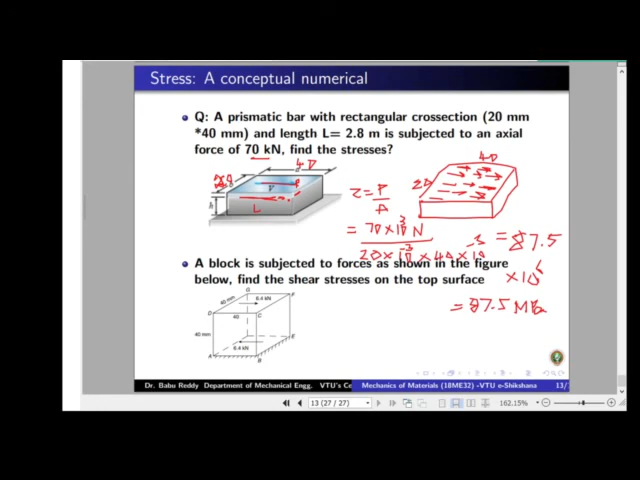 Stress: A conceptual numerical
Q: A prismatic bar with rectangular crossection (20 mm
*40 mm) and length L= 2.8 m is subjected to an axial
force of 70 kN, find the stresses?
40
40
20
P
V
L
τ = P
A
= 70 × 10³ N
20 × 10⁻³ × 40 × 10⁻³
= 87.5
× 10⁶
= 87.5 MPa
A block is subjected to forces as shown in the figure
below, find the shear stresses on the top surface
G
F
40 mm
6.4 kN
D
40
C
40 mm
E
6.4 kN
A
B
Dr. Babu Reddy Department of Mechanical Engg. VTU's Ce
Mechanics of Materials (18ME32) -VTU e-Shikshana
13/
13 (27 / 27)
162.15%